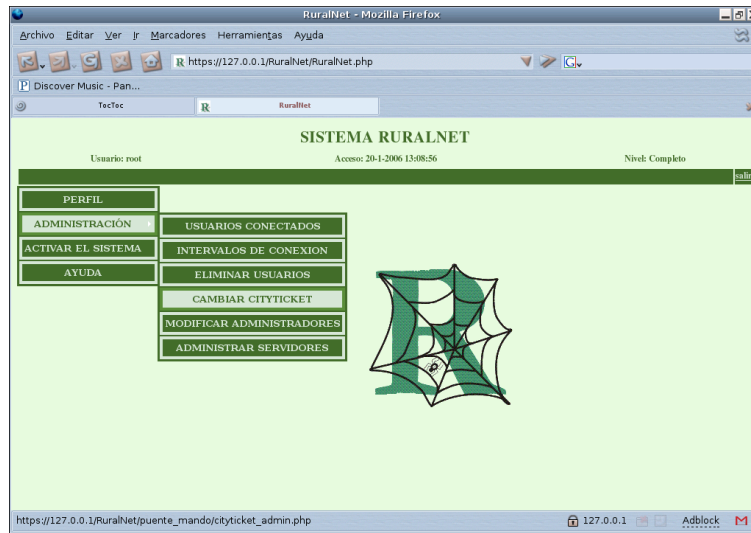 RuralNet - Mozilla Firefox
Archivo Editar Ver Ir Marcadores Herramientas Ayuda
R https://127.0.0.1/RuralNet/RuralNet.php G
P Discover Music - Pan...
TocToc R RuralNet
SISTEMA RURALNET
Usuario: root Acceso: 20-1-2006 13:08:56 Nivel: Completo
salir
PERFIL
ADMINISTRACIÓN
ACTIVAR EL SISTEMA
AYUDA
USUARIOS CONECTADOS
INTERVALOS DE CONEXION
ELIMINAR USUARIOS
CAMBIAR CITYTICKET
MODIFICAR ADMINISTRADORES
ADMINISTRAR SERVIDORES
R
https://127.0.0.1/RuralNet/puente_mando/cityticket_admin.php 127.0.0.1 Adblock M